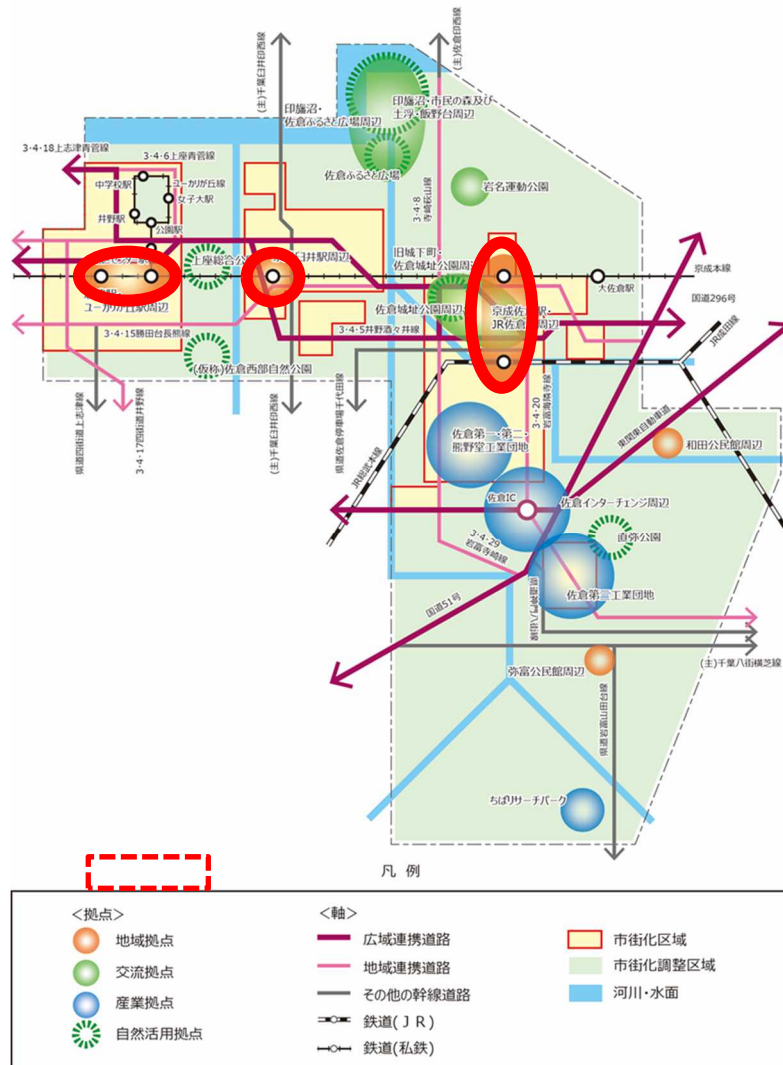 (主)千葉臼井印西線
(主)佐倉印西線
印旛沼・
佐倉ふるさと広場周辺
印旛沼・市民の森及び
土浮・飯野台周辺
佐倉ふるさと広場
3・4・18上志津青菅線
3・4・6上座青菅線
中学校駅
ユーカリが丘線
女子大駅
井野駅
公園駅
3・4・8
寺崎萩山線
岩名運動公園
上座総合公
臼井駅周辺
旧城下町・
佐倉城址公園周辺
佐倉城址公園周辺
京成佐
駅・
JR佐倉
周辺
大佐倉駅
京成本線
国道296号
JR成田線
ユーカリが丘駅周辺
3・4・15勝田台長熊線
3・4・5井野酒々井線
(仮称)佐倉西部自然公園
県道四街道上志津線
3・4・17四街道井野線
(主)千葉臼井印西線
県道佐倉停車場千代田線
JR総武本線
3・4・20
岩富海隣寺線
東関東自動車道
佐倉第一・第二・
熊野堂工業団地
和田公民館周辺
佐倉IC
佐倉インターチェンジ周辺
直弥公園
3・4・29
岩富寺崎線
国道51号
佐倉第三工業団地
県道神門八街線
弥富公民館周辺
(主)千葉八街横芝線
県道岩富山田台線
ちばリサーチパーク
凡 例
<拠点>
地域拠点
交流拠点
産業拠点
自然活用拠点
<軸>
広域連携道路
地域連携道路
その他の幹線道路
鉄道(JR)
鉄道(私鉄)
市街化区域
市街化調整区域
河川・水面